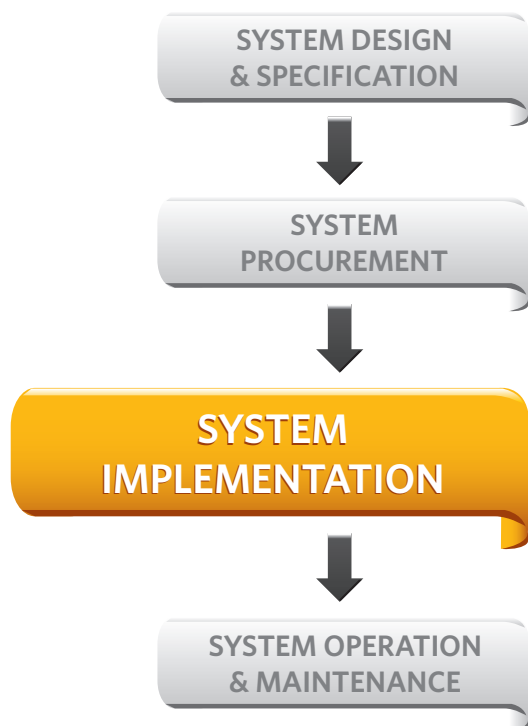 SYSTEM DESIGN
& SPECIFICATION
SYSTEM
PROCUREMENT
SYSTEM
IMPLEMENTATION
SYSTEM OPERATION
& MAINTENANCE